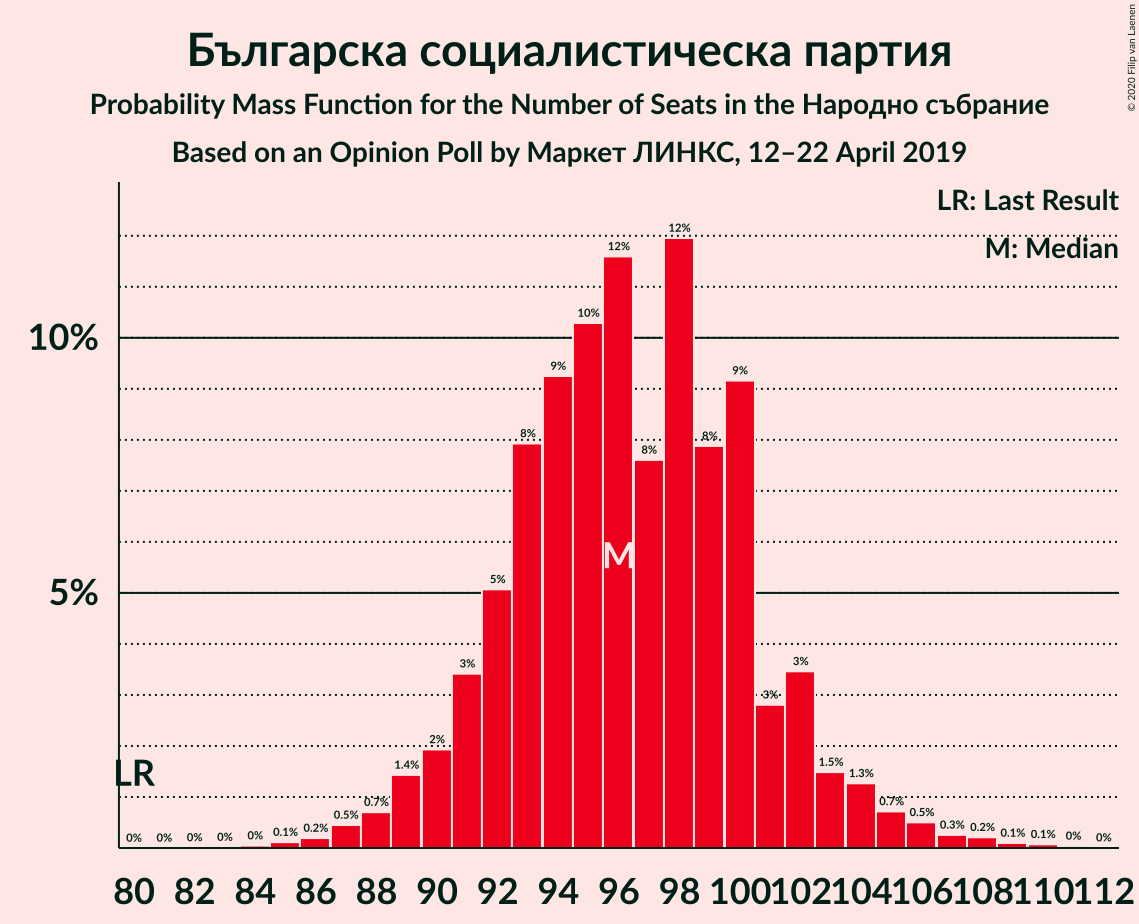 Българска социалистическа партия
Probability Mass Function for the Number of Seats in the Народно събрание
Based on an Opinion Poll by Маркет ЛИНКС, 12–22 April 2019
© 2020 Filip van Laenen
LR: Last Result
M: Median
10%
5%
LR
M
0% 0% 0% 0% 0% 0.1% 0.2% 0.5% 0.7% 1.4% 2% 3% 5% 8% 9% 10% 12% 8% 12% 8% 9% 3% 3% 1.5% 1.3% 0.7% 0.5% 0.3% 0.2% 0.1% 0.1% 0% 0%
80 82 84 86 88 90 92 94 96 98 100 102 104 106 108 110 112